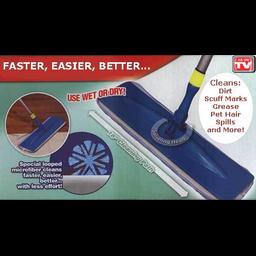 AS SEEN ON
TV
FASTER, EASIER, BETTER...
Cleans:
Dirt
Scuff Marks
Grease
Pet Hair
Spills
and More!
USE WET OR DRY!
Special looped
microfiber cleans
faster, easier,
better...
with less effort!